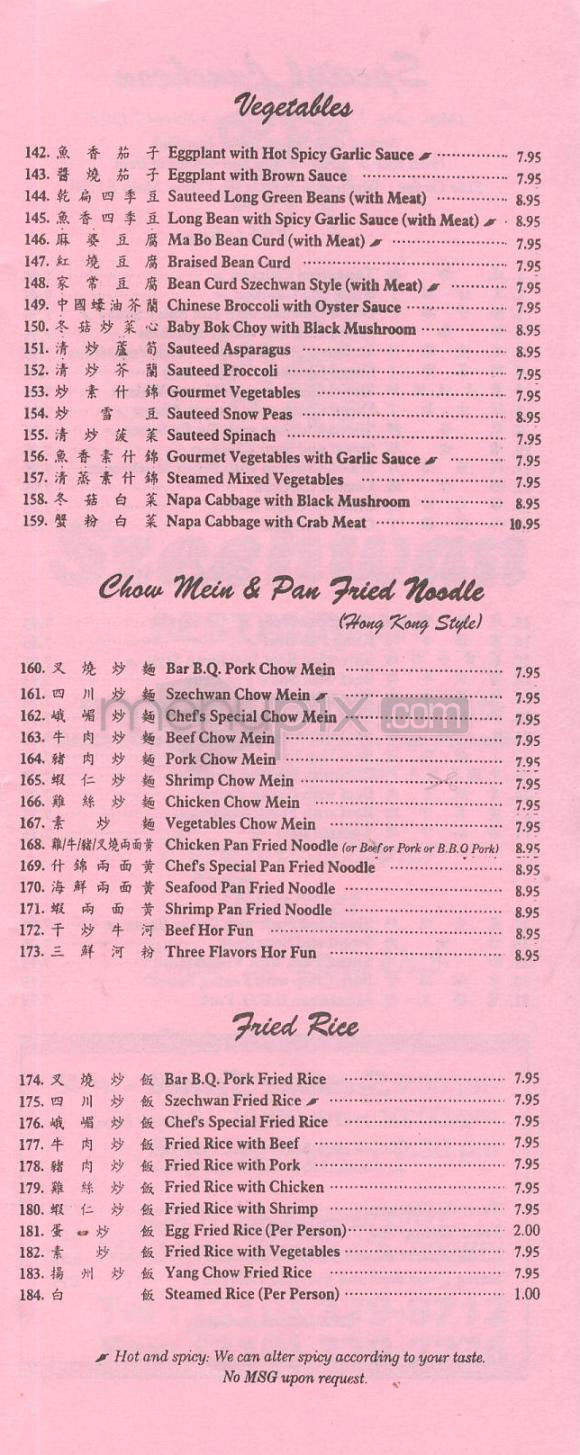 Vegetables
142. 魚香茄子 Eggplant with Hot Spicy Garlic Sauce 7.95
143. 醬燒茄子 Eggplant with Brown Sauce 7.95
144. 乾扁四季豆 Sauteed Long Green Beans (with Meat) 8.95
145. 魚香四季豆 Long Bean with Spicy Garlic Sauce (with Meat) 8.95
146. 麻婆豆腐 Ma Bo Bean Curd (with Meat) 7.95
147. 紅燒豆腐 Braised Bean Curd 7.95
148. 家常豆腐 Bean Curd Szechwan Style (with Meat) 7.95
149. 中國蠔油芥蘭 Chinese Broccoli with Oyster Sauce 7.95
150. 冬菇炒菜心 Baby Bok Choy with Black Mushroom 8.95
151. 清炒蘆筍 Sauteed Asparagus 8.95
152. 清炒芥蘭 Sauteed Broccoli 7.95
153. 炒素什錦 Gourmet Vegetables 7.95
154. 炒雪豆 Sauteed Snow Peas 8.95
155. 清炒菠菜 Sauteed Spinach 7.95
156. 魚香素什錦 Gourmet Vegetables with Garlic Sauce 7.95
157. 清蒸素什錦 Steamed Mixed Vegetables 7.95
158. 冬菇白菜 Napa Cabbage with Black Mushroom 8.95
159. 蟹粉白菜 Napa Cabbage with Crab Meat 10.95
Chow Mein & Pan Fried Noodle
(Hong Kong Style)
160. 叉燒炒麵 Bar B.Q. Pork Chow Mein 7.95
161. 四川炒麵 Szechwan Chow Mein 7.95
162. 峨嵋炒麵 Chef's Special Chow Mein 7.95
163. 牛肉炒麵 Beef Chow Mein 7.95
menupix.com
164. 豬肉炒麵 Pork Chow Mein 7.95
165. 蝦仁炒麵 Shrimp Chow Mein 7.95
166. 雞絲炒麵 Chicken Chow Mein 7.95
167. 素炒麵 Vegetables Chow Mein 7.95
168. 雞/牛/豬/叉燒兩面黃 Chicken Pan Fried Noodle (or Beef or Pork or B.B.Q Pork) 8.95
169. 什錦兩面黃 Chef's Special Pan Fried Noodle 8.95
170. 海鮮兩面黃 Seafood Pan Fried Noodle 8.95
171. 蝦兩面黃 Shrimp Pan Fried Noodle 8.95
172. 干炒牛河 Beef Hor Fun 8.95
173. 三鮮河粉 Three Flavors Hor Fun 8.95
Fried Rice
174. 叉燒炒飯 Bar B.Q. Pork Fried Rice 7.95
175. 四川炒飯 Szechwan Fried Rice 7.95
176. 峨嵋炒飯 Chef's Special Fried Rice 7.95
177. 牛肉炒飯 Fried Rice with Beef 7.95
178. 豬肉炒飯 Fried Rice with Pork 7.95
179. 雞絲炒飯 Fried Rice with Chicken 7.95
180. 蝦仁炒飯 Fried Rice with Shrimp 7.95
181. 蛋炒飯 Egg Fried Rice (Per Person) 2.00
182. 素炒飯 Fried Rice with Vegetables 7.95
183. 揚州炒飯 Yang Chow Fried Rice 7.95
184. 白飯 Steamed Rice (Per Person) 1.00
Hot and spicy: We can alter spicy according to your taste.
No MSG upon request.